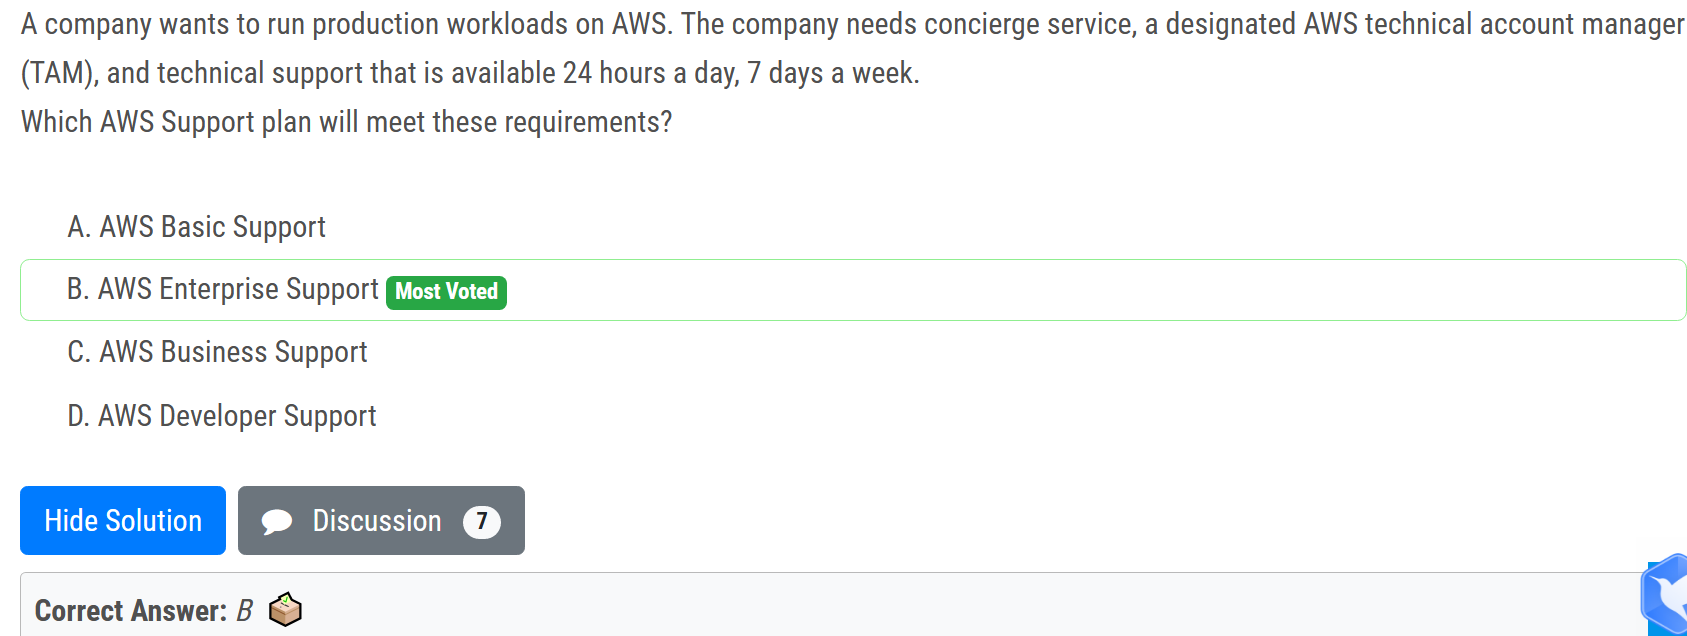 A company wants to run production workloads on AWS. The company needs concierge service, a designated AWS technical account manager
(TAM), and technical support that is available 24 hours a day, 7 days a week.
Which AWS Support plan will meet these requirements?
A. AWS Basic Support
B. AWS Enterprise Support Most Voted
C. AWS Business Support
D. AWS Developer Support
Hide Solution Discussion 7
Correct Answer: B